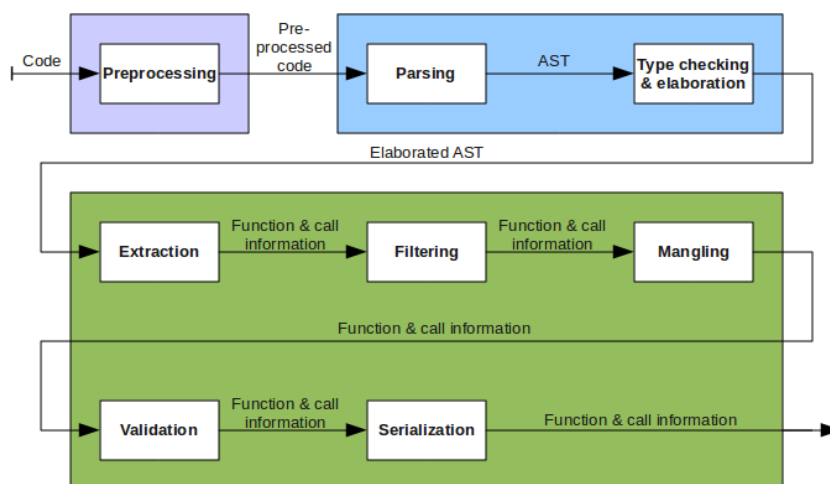 Code
Preprocessing
Pre-
processed
code
Parsing
AST
Type checking
& elaboration
Elaborated AST
Extraction
Function & call
information
Filtering
Function & call
information
Mangling
Function & call information
Validation
Function & call
information
Serialization
Function & call information